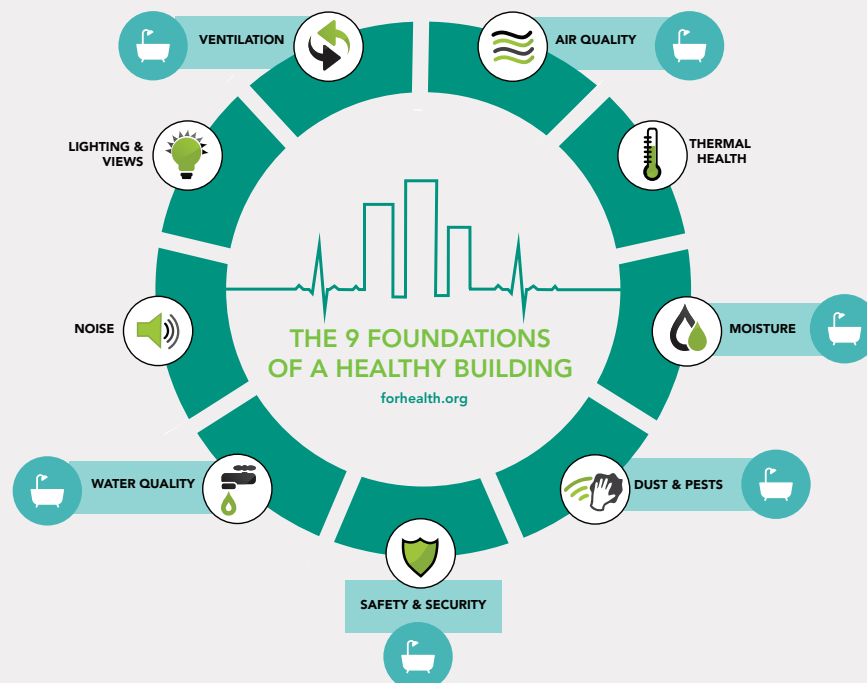 VENTILATION
AIR QUALITY
LIGHTING &
VIEWS
THERMAL
HEALTH
NOISE
MOISTURE
THE 9 FOUNDATIONS
OF A HEALTHY BUILDING
forhealth.org
WATER QUALITY
DUST & PESTS
SAFETY & SECURITY